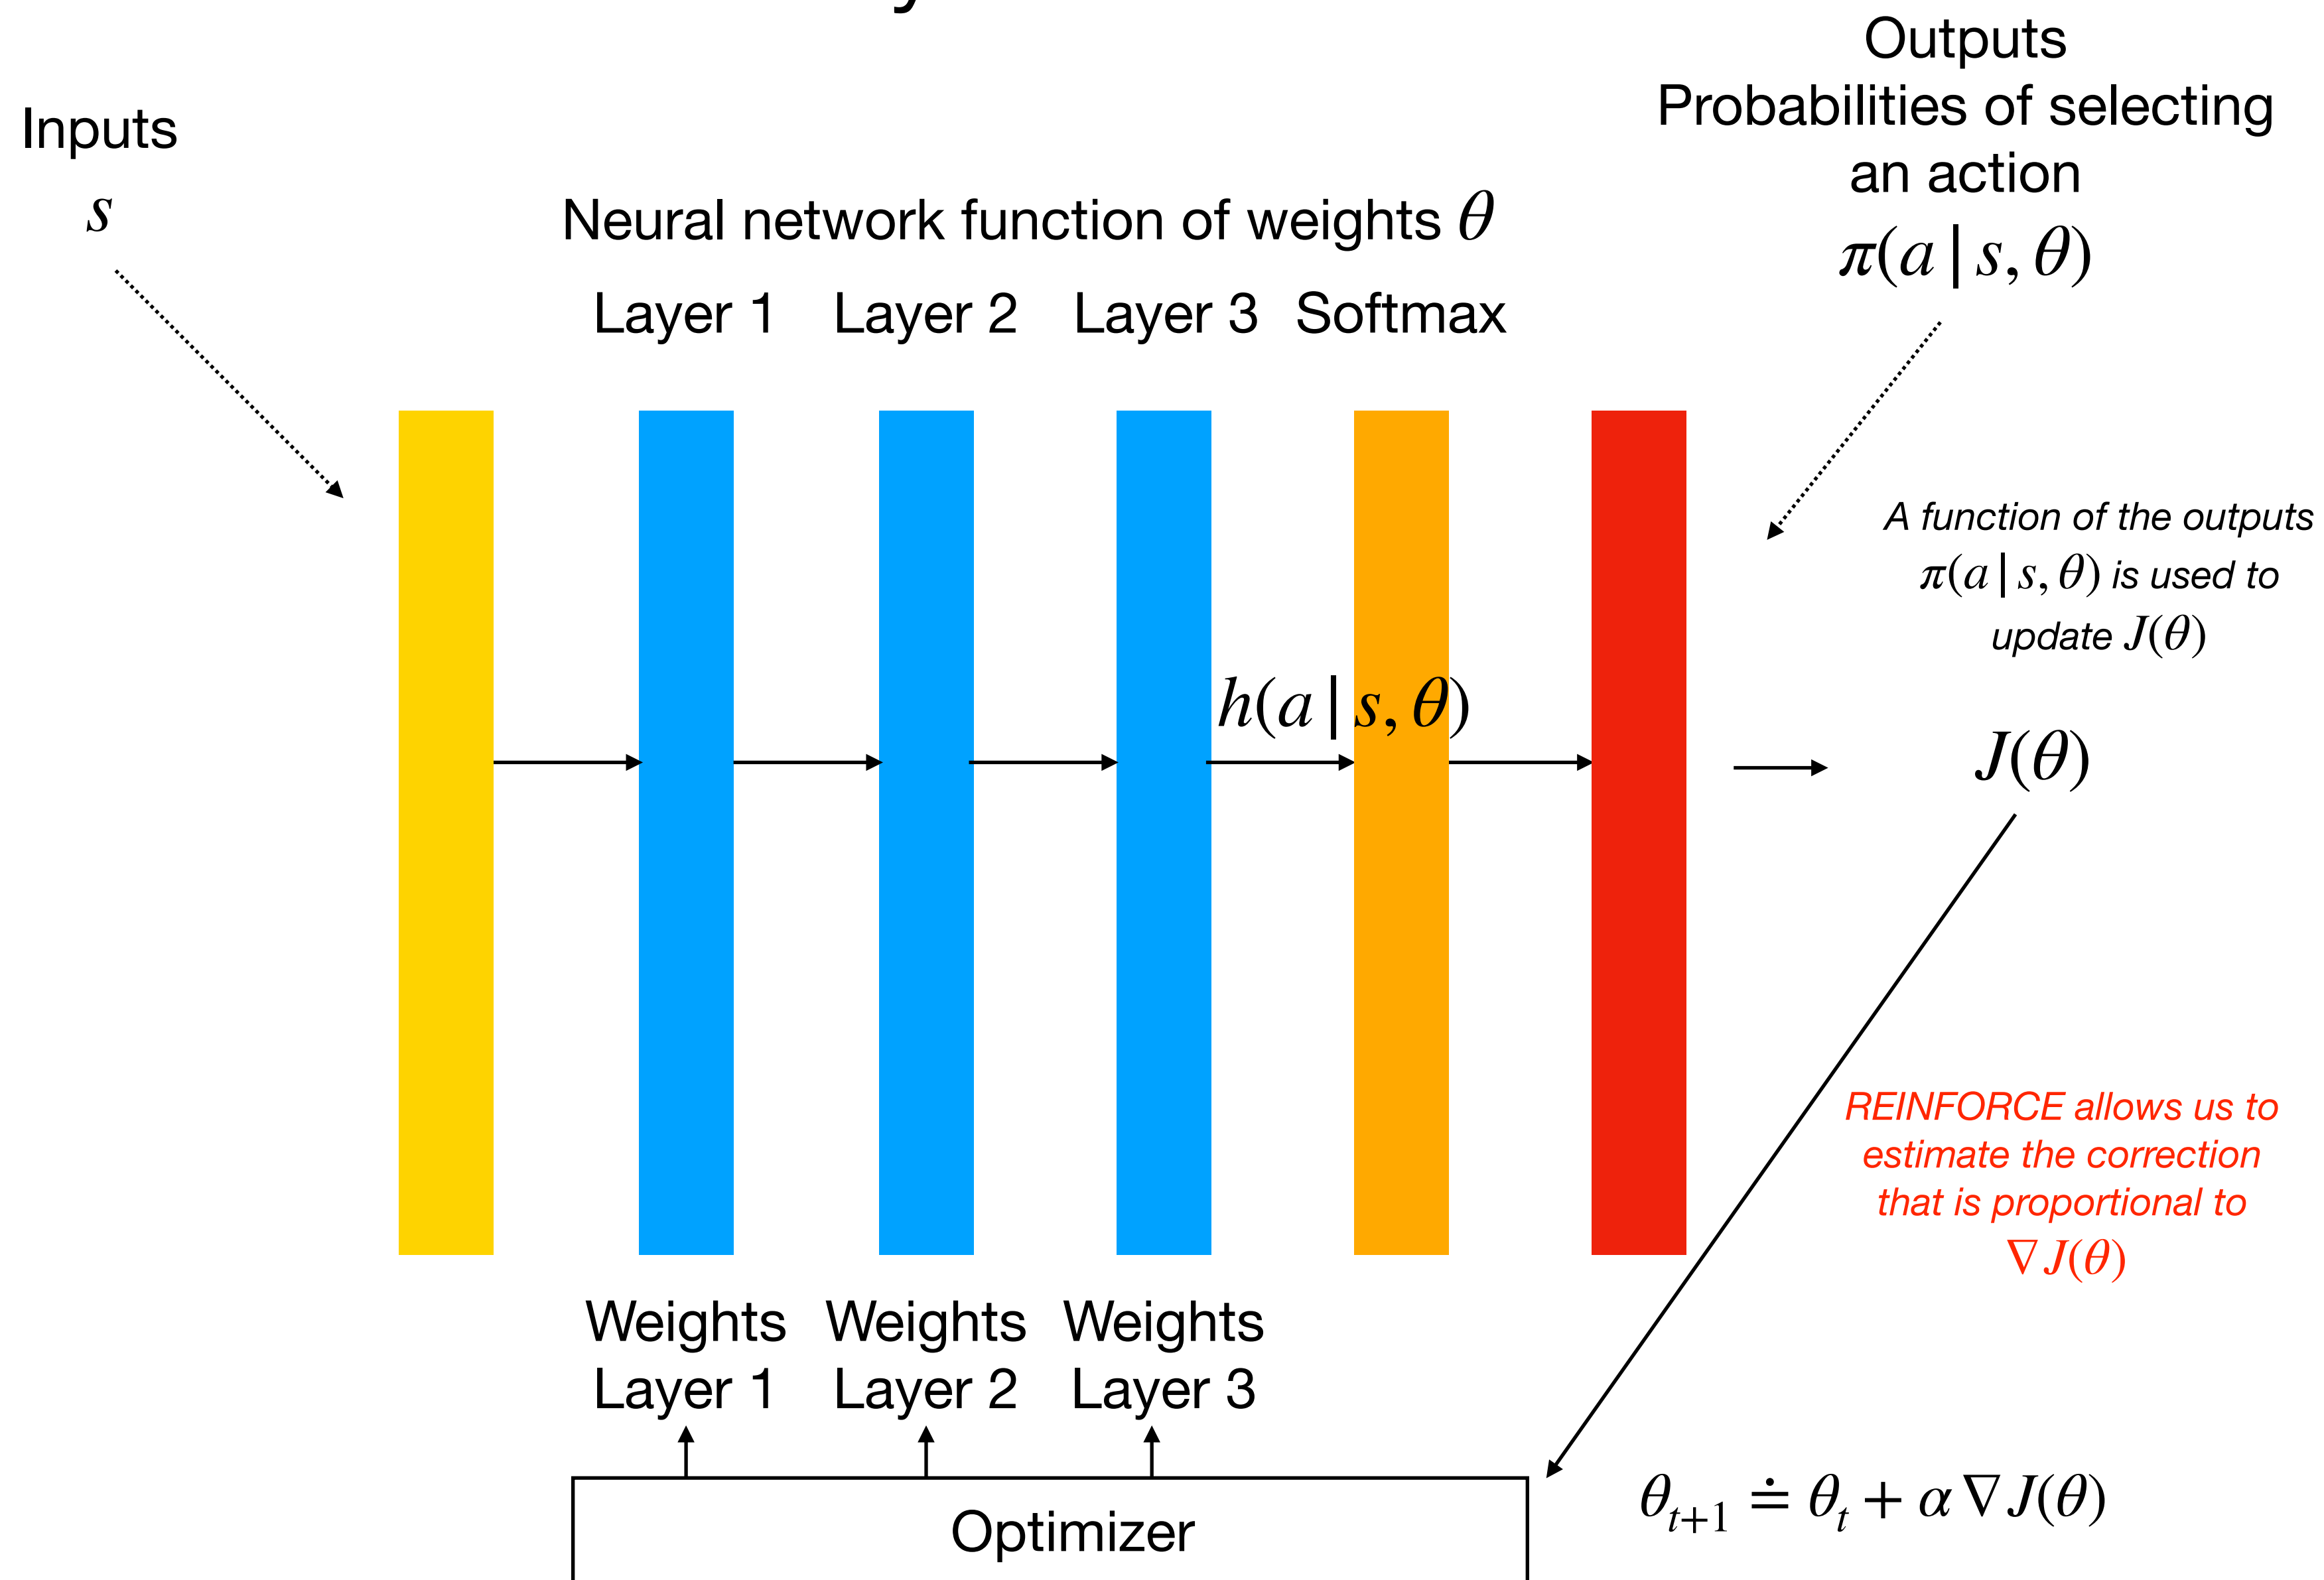 Inputs
s
Outputs
Probabilities of selecting
an action
π(a | s, θ)
Neural network function of weights θ
Layer 1 Layer 2 Layer 3 Softmax
A function of the outputs
π(a | s, θ) is used to
update J(θ)
h(a | s, θ)
J(θ)
REINFORCE allows us to
estimate the correction
that is proportional to
∇J(θ)
Weights Weights Weights
Layer 1 Layer 2 Layer 3
Optimizer
θ_{t+1} ≐ θ_t + α∇J(θ)